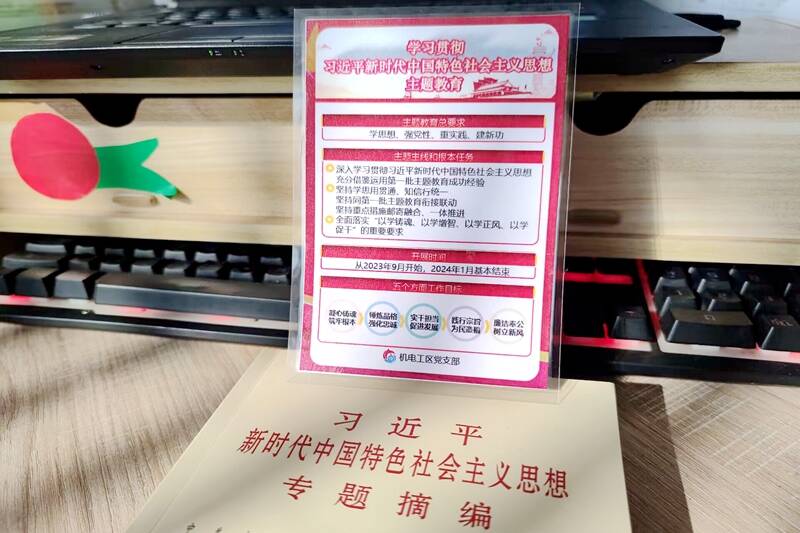 学习贯彻
习近平新时代中国特色社会主义思想
主题教育
主题教育总要求
学思想、强党性、重实践、建新功
主题主线和根本任务
深入学习贯彻习近平新时代中国特色社会主义思想
充分借鉴运用第一批主题教育成功经验
坚持学思用贯通、知信行统一
坚持同第一批主题教育衔接联动
坚持重点措施邮寄融合、一体推进
全面落实“以学铸魂、以学增智、以学正风、以学
促干”的重要要求
开展时间
从2023年9月开始，2024年1月基本结束
五个方面工作目标
凝心铸魂 锤炼品格 实干担当 践行宗旨 廉洁奉公
筑牢根本 强化忠诚 促进发展 为民造福 树立新风
机电工区党支部
习近平
新时代中国特色社会主义思想
专题摘编